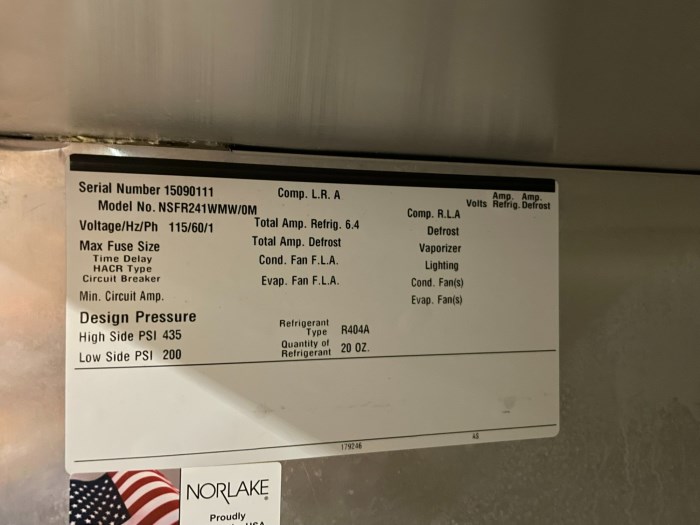 Serial Number 15090111
Model No. NSFR241WMW/0M
Voltage/Hz/Ph 115/60/1
Max Fuse Size
Time Delay
HACR Type
Circuit Breaker
Min. Circuit Amp.
Design Pressure
High Side PSI 435
Low Side PSI 200
Comp. L.R. A
Total Amp. Refrig. 6.4
Total Amp. Defrost
Cond. Fan F.L.A.
Evap. Fan F.L.A.
Refrigerant
Type R404A
Quantity of
Refrigerant 20 OZ.
Amp. Amp.
Volts Refrig. Defrost
Comp. R.L.A
Defrost
Vaporizer
Lighting
Cond. Fan(s)
Evap. Fan(s)
179246
NORLAKE
Proudly
USA